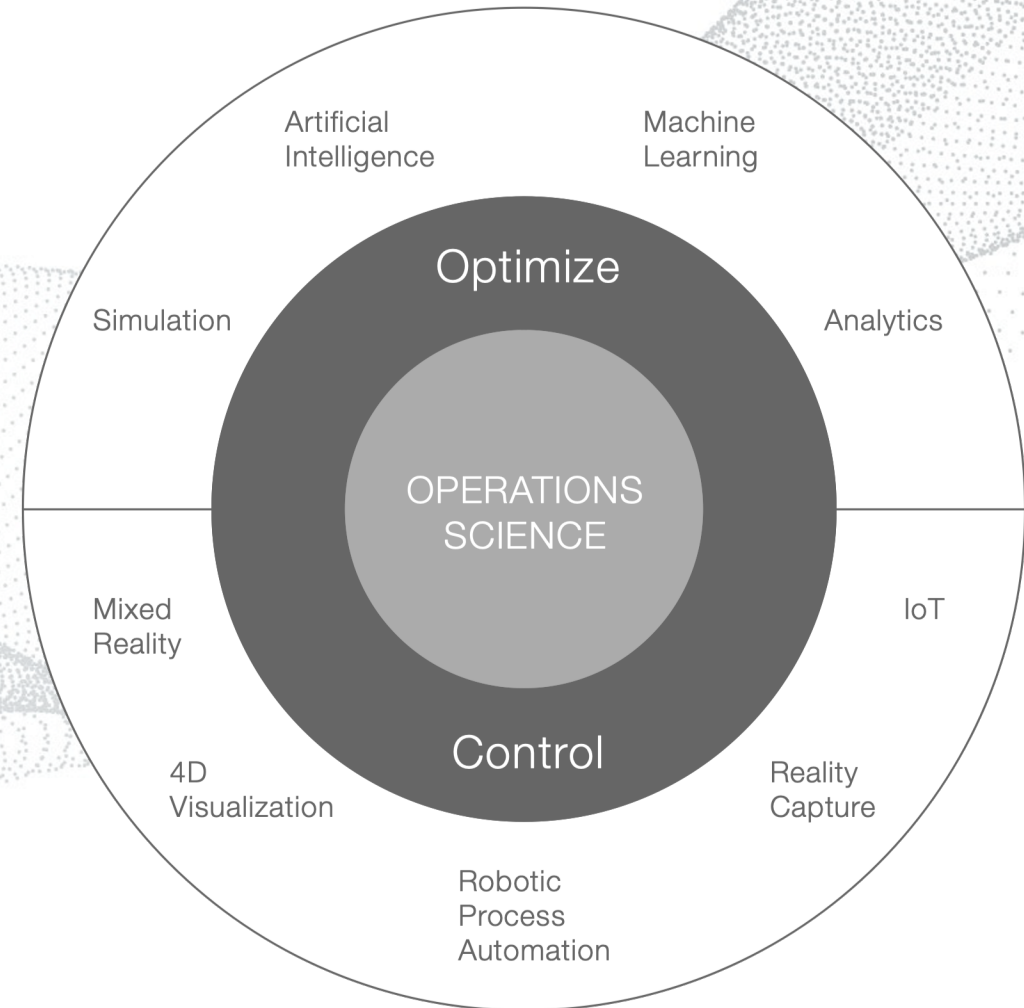 Artificial
Intelligence
Machine
Learning
Optimize
Simulation
Analytics
OPERATIONS
SCIENCE
Mixed
Reality
IoT
Control
4D
Visualization
Reality
Capture
Robotic
Process
Automation